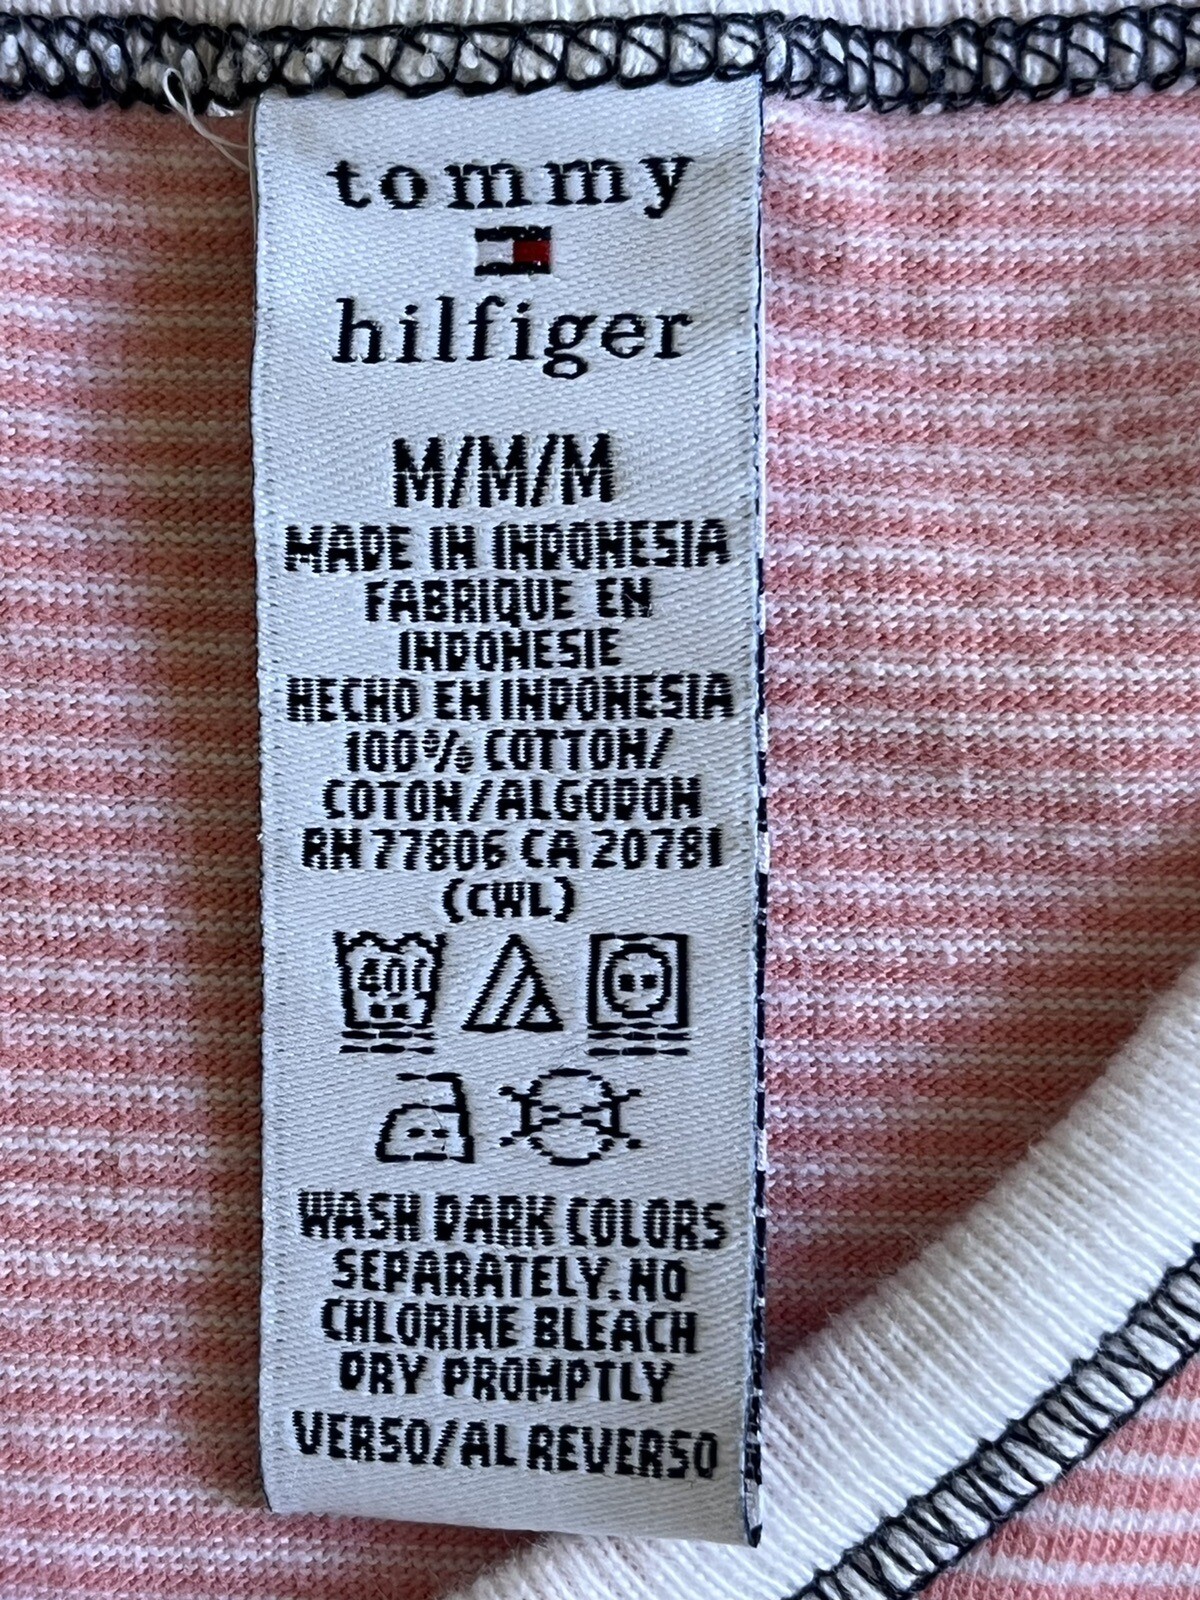 tommy
hilfiger
M/M/M
MADE IN INDONESIA
FABRIQUE EN
INDONESIE
HECHO EN INDONESIA
100% COTTON/
COTON/ALGODON
RN 77806 CA 20781
(CWL)
40C
WASH DARK COLORS
SEPARATELY. NO
CHLORINE BLEACH
DRY PROMPTLY
VERSO/AL REVERSO